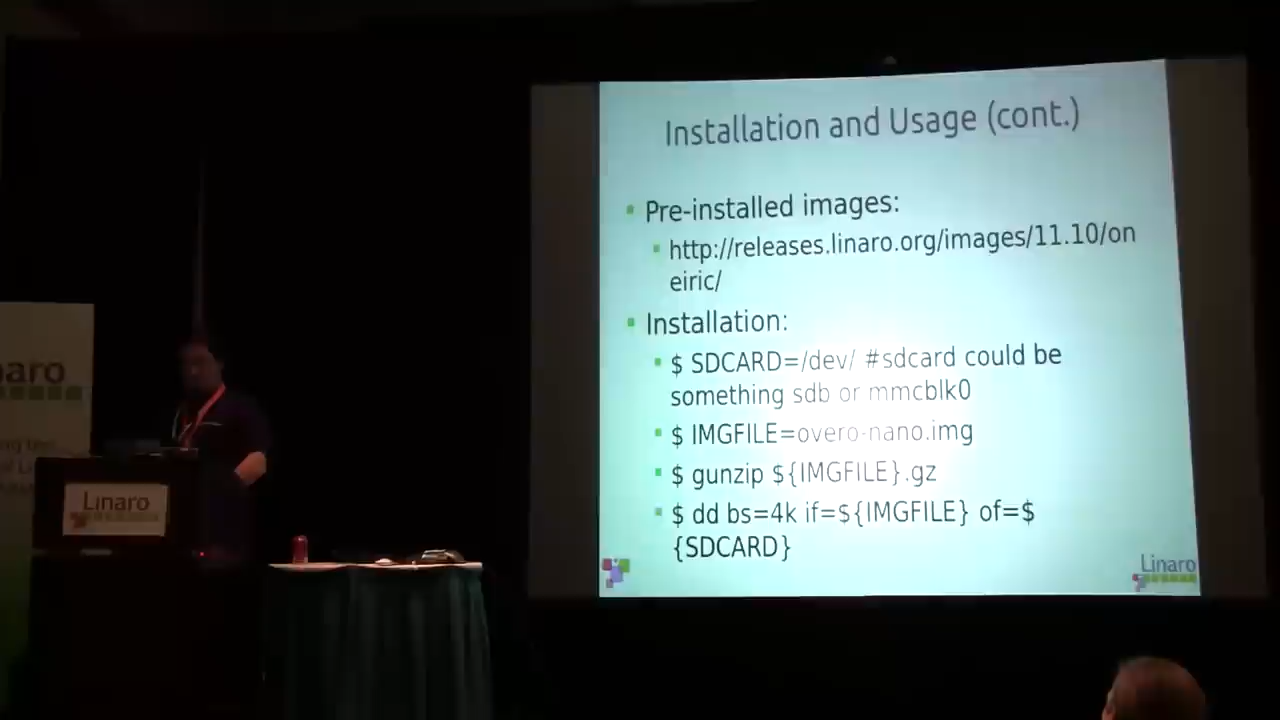 Installation and Usage (cont.)
Pre-installed images:
http://releases.linaro.org/images/11.10/on
eiric/
Installation:
$ SDCARD=/dev/ #sdcard could be
something sdb or mmcblk0
$ IMGFILE=overo-nano.img
$ gunzip ${IMGFILE}.gz
$ dd bs=4k if=${IMGFILE} of=$
{SDCARD}
Linaro
naro
Linaro